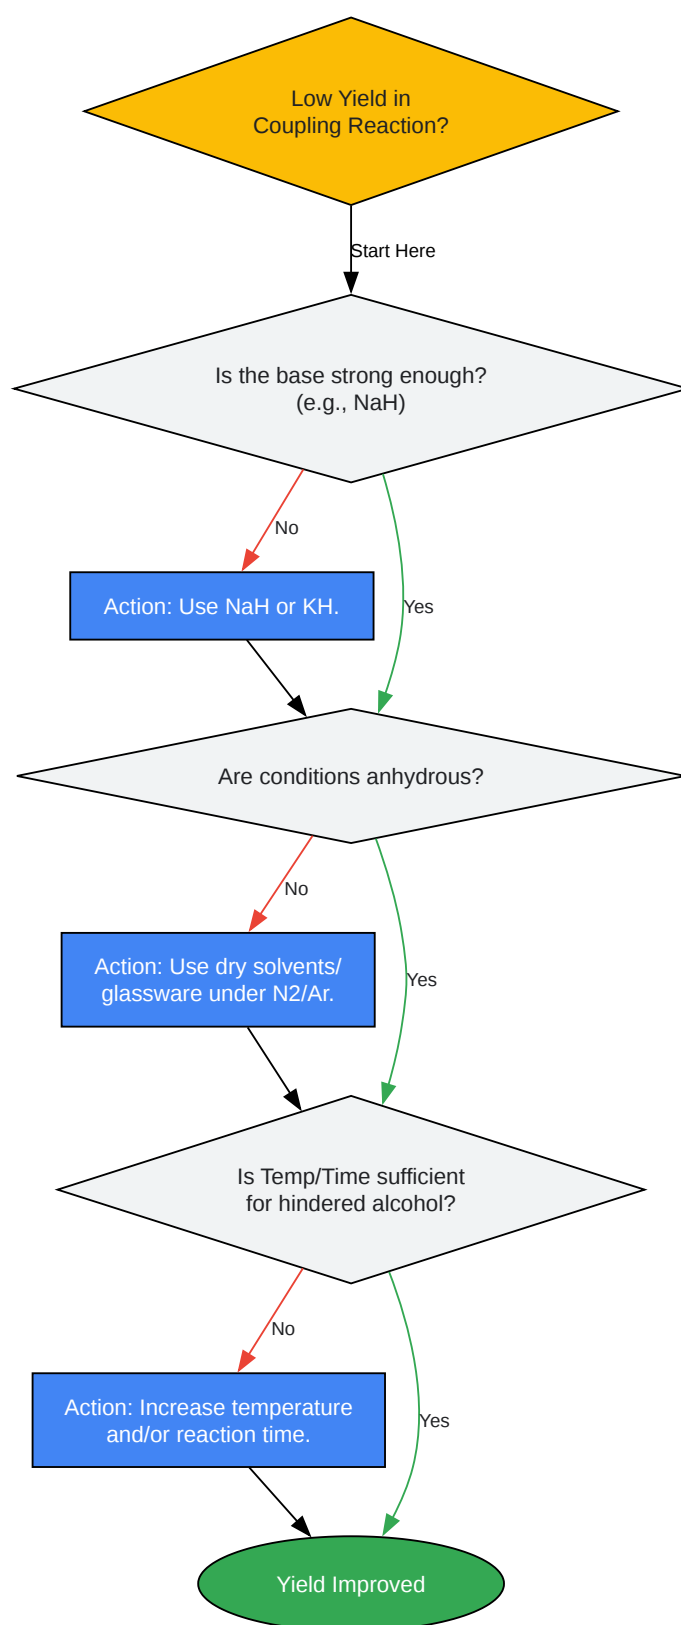 Low Yield in
Coupling Reaction?
Start Here
Is the base strong enough?
(e.g., NaH)
No
Action: Use NaH or KH.
Yes
Are conditions anhydrous?
No
Action: Use dry solvents/
glassware under N2/Ar.
Yes
Is Temp/Time sufficient
for hindered alcohol?
No
Action: Increase temperature
and/or reaction time.
Yes
Yield Improved